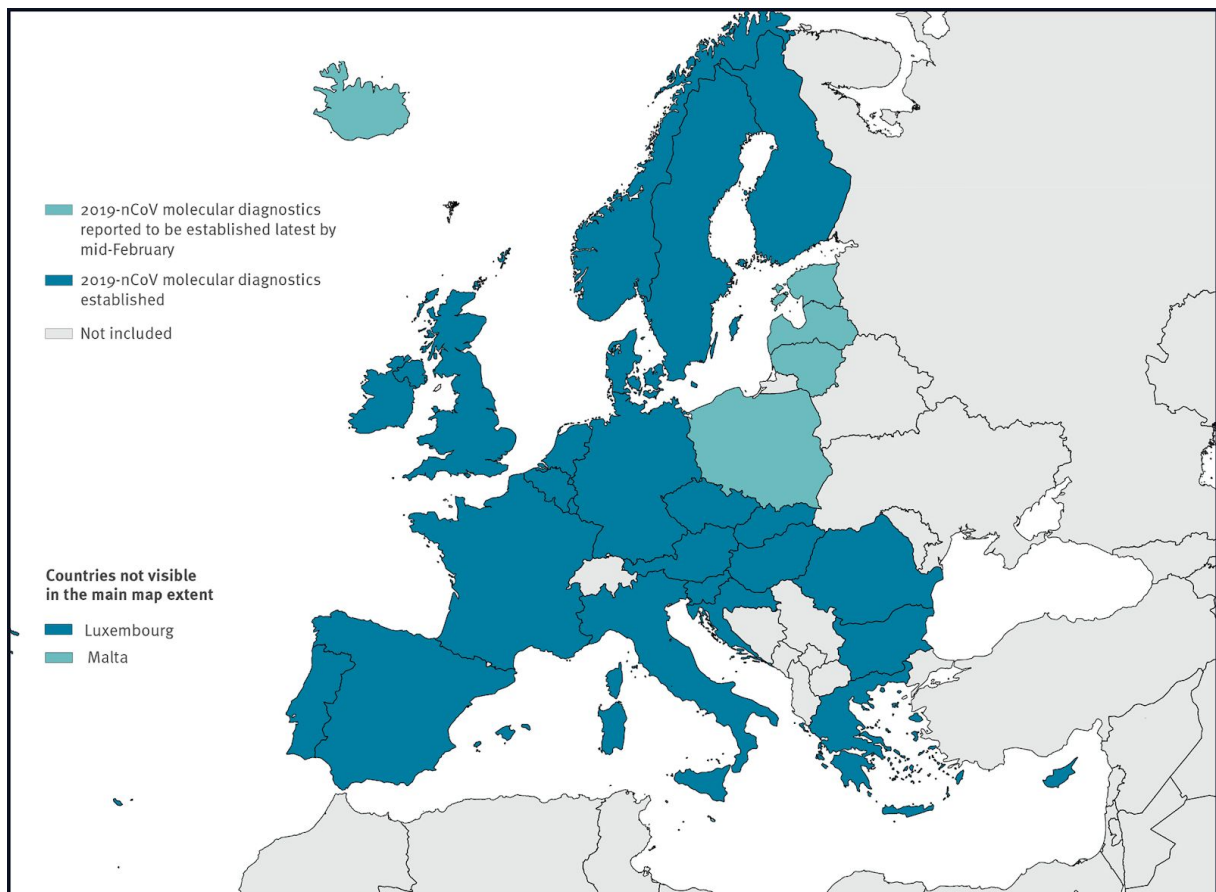 2019-nCoV molecular diagnostics
reported to be established latest by
mid-February
2019-nCoV molecular diagnostics
established
Not included
Countries not visible
in the main map extent
Luxembourg
Malta